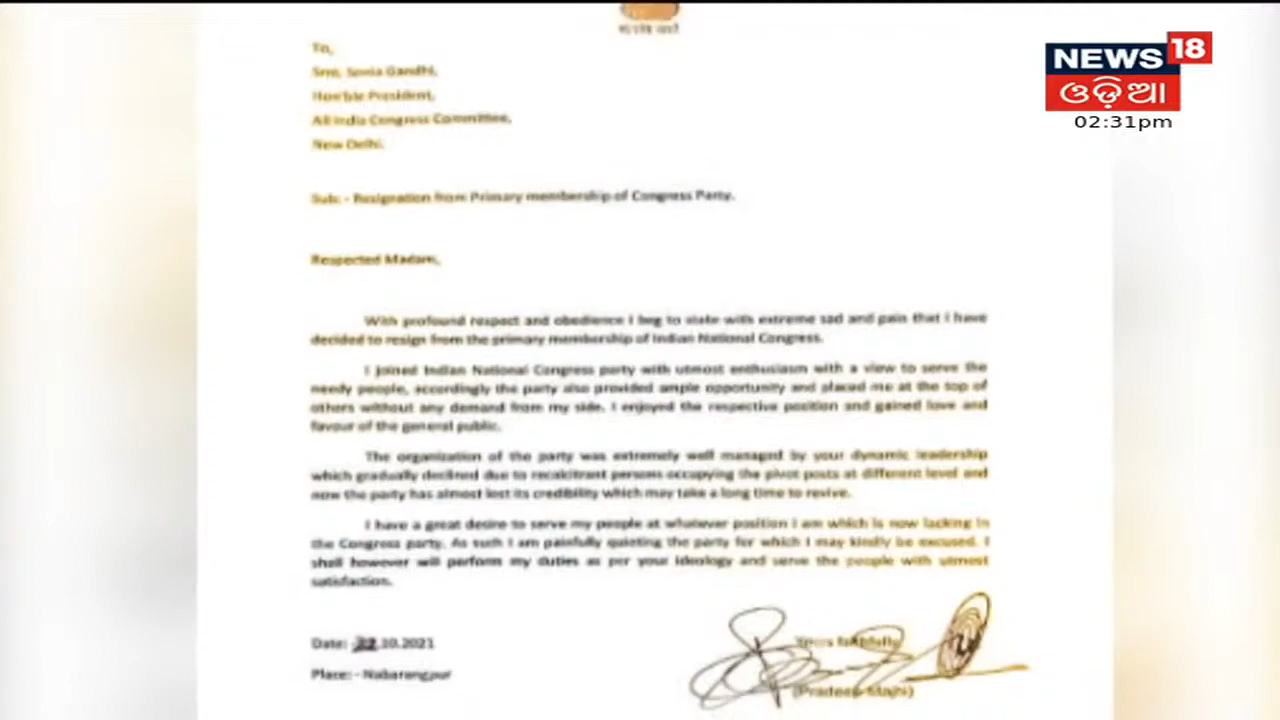 NEWS 18
ଓଡ଼ିଆ
02:31pm
To,
Smt. Sonia Gandhi,
Hon'ble President,
All India Congress Committee,
New Delhi.
Sub: - Resignation from Primary membership of Congress Party.
Respected Madam,
With profound respect and obedience I beg to state with extreme sad and pain that I have
decided to resign from the primary membership of Indian National Congress.
I joined Indian National Congress party with utmost enthusiasm with a view to serve the
needy people, accordingly the party also provided ample opportunity and placed me at the top of
others without any demand from my side. I enjoyed the respective position and gained love and
favour of the general public.
The organization of the party was extremely well managed by your dynamic leadership
which gradually declined due to recalcitrant persons occupying the pivot posts at different level and
now the party has almost lost its credibility which may take a long time to revive.
I have a great desire to serve my people at whatever position I am which is now lacking in
the Congress party. As such I am painfully quieting the party for which I may kindly be excused. I
shall however will perform my duties as per your ideology and serve the people with utmost
satisfaction.
Date: 22.10.2021
Yours faithfully
Place: - Nabarangpur
(Pradeep Majhi)